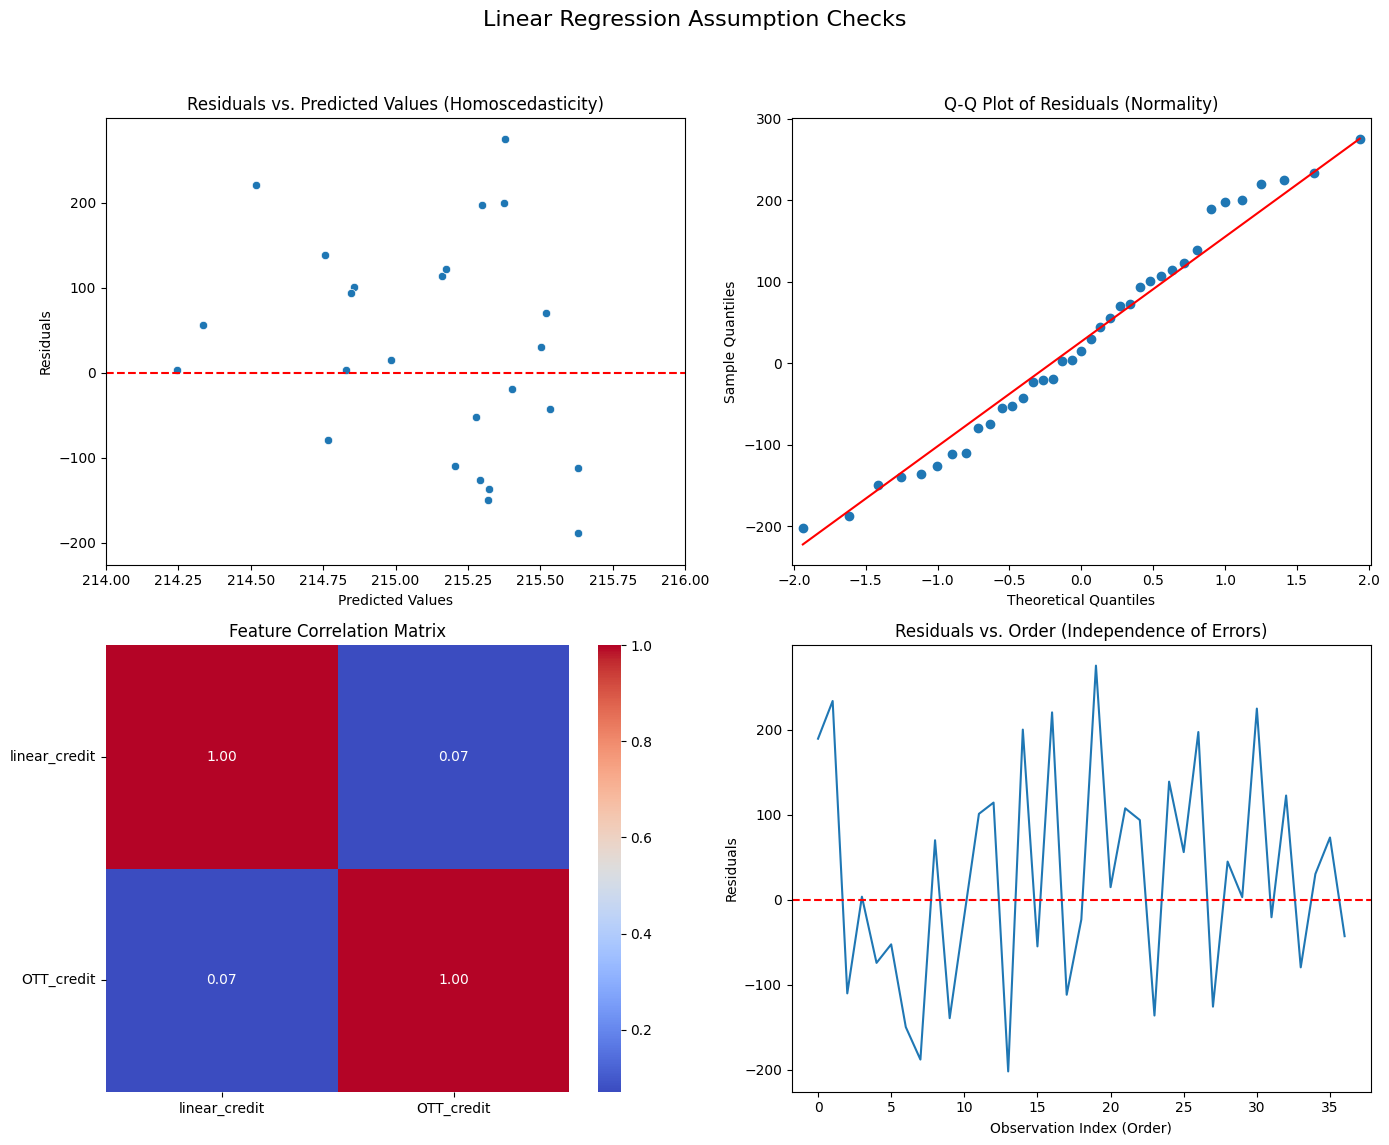 Linear Regression Assumption Checks
Residuals vs. Predicted Values (Homoscedasticity)
200
100
0
−100
−200
Residuals
214.00 214.25 214.50 214.75 215.00 215.25 215.50 215.75 216.00
Predicted Values
Q-Q Plot of Residuals (Normality)
300
200
100
0
−100
−200
Sample Quantiles
−2.0 −1.5 −1.0 −0.5 0.0 0.5 1.0 1.5 2.0
Theoretical Quantiles
Feature Correlation Matrix
linear_credit
OTT_credit
1.00 0.07
0.07 1.00
linear_credit OTT_credit
1.0
0.8
0.6
0.4
0.2
Residuals vs. Order (Independence of Errors)
200
100
0
−100
−200
Residuals
0 5 10 15 20 25 30 35
Observation Index (Order)